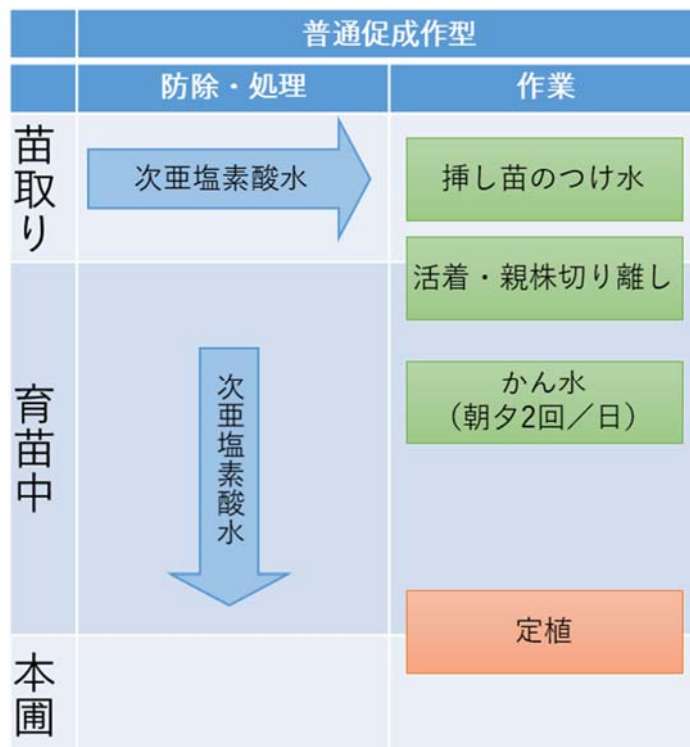 普通促成作型
防除・処理
作業
苗取り
次亜塩素酸水
挿し苗のつけ水
活着・親株切り離し
育苗中
次亜塩素酸水
かん水
（朝夕2回／日）
定植
本圃